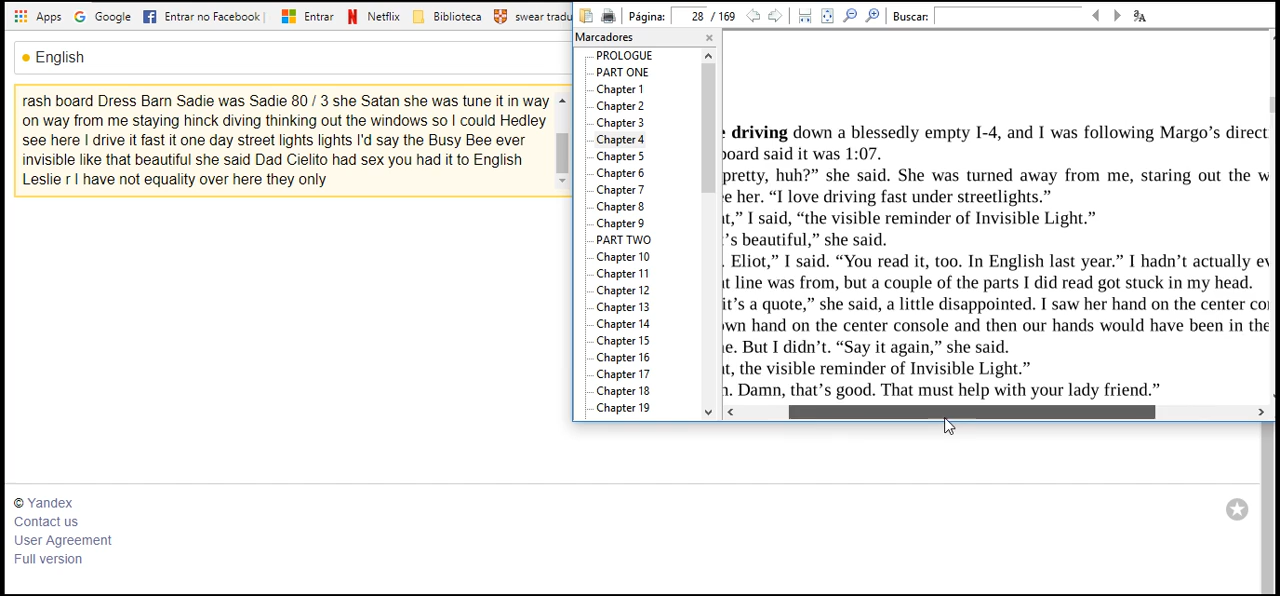 Apps
Google
Entrar no Facebook
Entrar
Netflix
Biblioteca
swear tradu
Página: 28 / 169
Buscar:
English
rash board Dress Barn Sadie was Sadie 80 / 3 she Satan she was tune it in way
on way from me staying hinck diving thinking out the windows so I could Hedley
see here I drive it fast it one day street lights lights I'd say the Busy Bee ever
invisible like that beautiful she said Dad Cielito had sex you had it to English
Leslie r I have not equality over here they only
Marcadores
PROLOGUE
PART ONE
Chapter 1
Chapter 2
Chapter 3
Chapter 4
Chapter 5
Chapter 6
Chapter 7
Chapter 8
Chapter 9
PART TWO
Chapter 10
Chapter 11
Chapter 12
Chapter 13
Chapter 14
Chapter 15
Chapter 16
Chapter 17
Chapter 18
Chapter 19
driving down a blessedly empty I-4, and I was following Margo's direct
board said it was 1:07.
pretty, huh?" she said. She was turned away from me, staring out the w
e her. "I love driving fast under streetlights."
t," I said, "the visible reminder of Invisible Light."
's beautiful," she said.
. Eliot," I said. "You read it, too. In English last year." I hadn't actually ev
t line was from, but a couple of the parts I did read got stuck in my head.
it's a quote," she said, a little disappointed. I saw her hand on the center co
wn hand on the center console and then our hands would have been in the
e. But I didn't. "Say it again," she said.
t, the visible reminder of Invisible Light."
. Damn, that's good. That must help with your lady friend."
© Yandex
Contact us
User Agreement
Full version